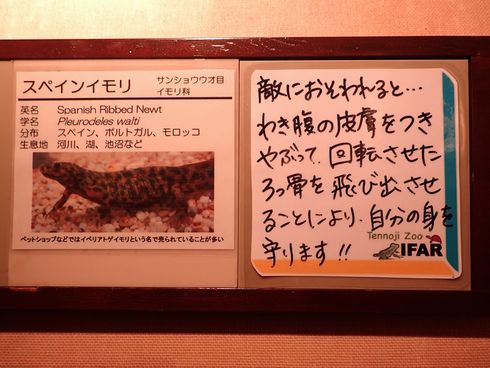 スペインイモリ
サンショウウオ目
イモリ科
英名 Spanish Ribbed Newt
学名 Pleurodeles waltl
分布 スペイン、ポルトガル、モロッコ
生息地 河川、湖、池沼など
ペットショップなどではイベリアトゲイモリという名で売られていることが多い
敵におそわれると…
わき腹の皮膚をつき
やぶって、回転させた
ろっ骨を飛び出させ
ることにより、自分の身を
守ります!!
Tennoji Zoo
IFAR